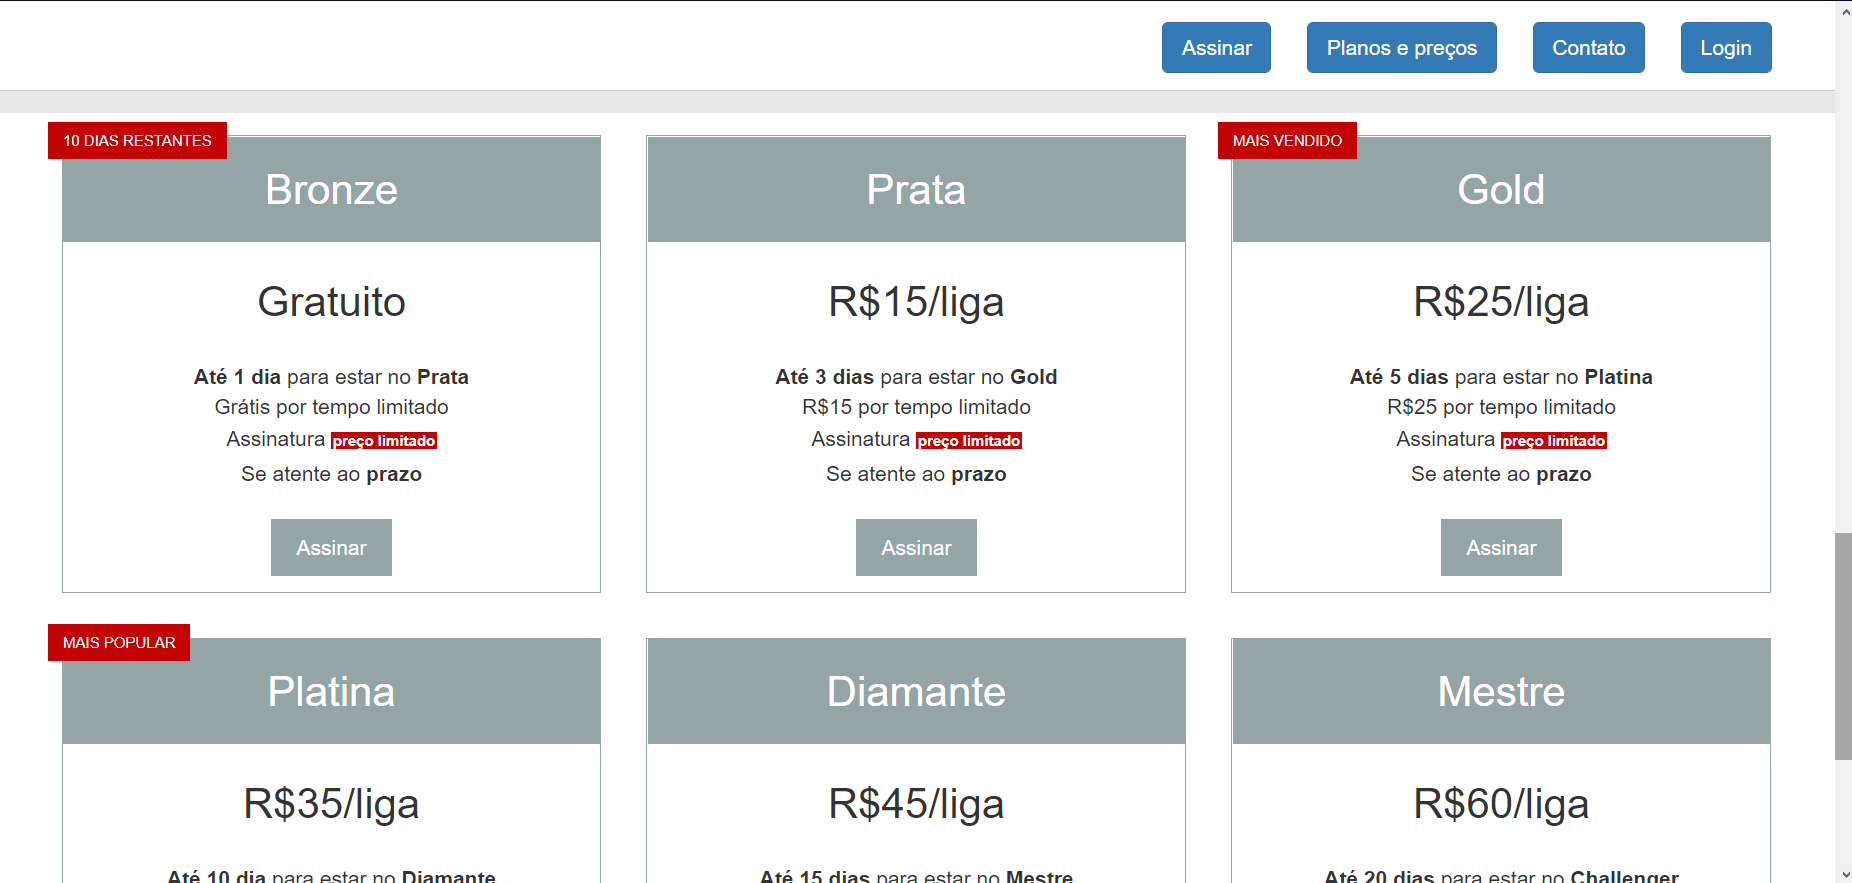 Assinar
Planos e preços
Contato
Login
10 DIAS RESTANTES
Bronze
Gratuito
Até 1 dia para estar no Prata
Grátis por tempo limitado
Assinatura preço limitado
Se atente ao prazo
Assinar
Prata
R$15/liga
Até 3 dias para estar no Gold
R$15 por tempo limitado
Assinatura preço limitado
Se atente ao prazo
Assinar
MAIS VENDIDO
Gold
R$25/liga
Até 5 dias para estar no Platina
R$25 por tempo limitado
Assinatura preço limitado
Se atente ao prazo
Assinar
MAIS POPULAR
Platina
R$35/liga
Até 10 dia para estar no Diamante
Diamante
R$45/liga
Até 15 dias para estar no Mestre
Mestre
R$60/liga
Até 20 dias para estar no Challenger